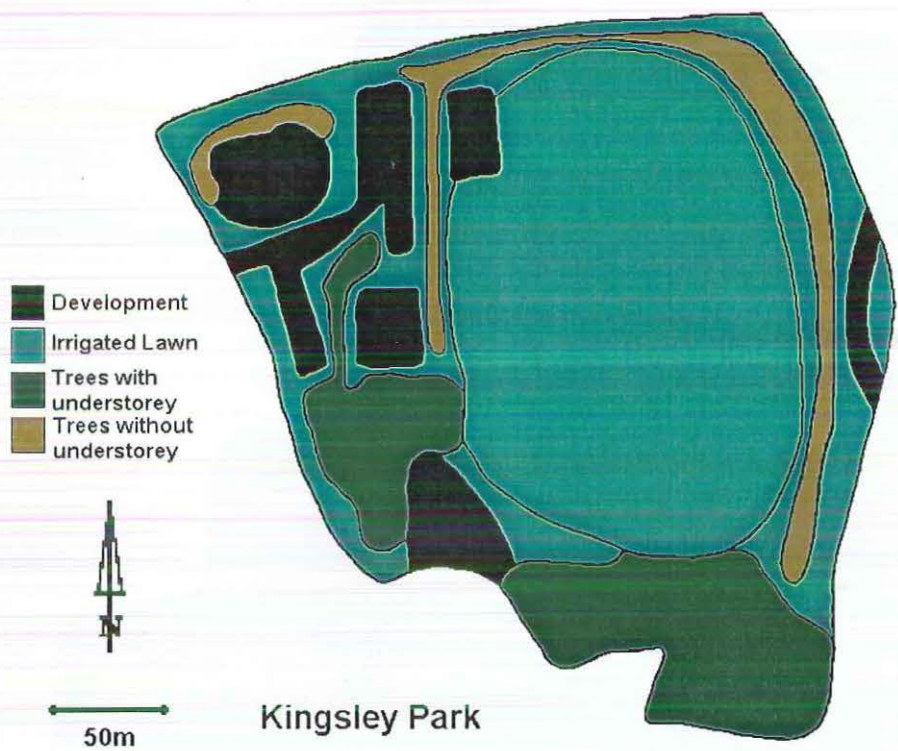 Development
Irrigated Lawn
Trees with
understorey
Trees without
understorey
N
50m
Kingsley Park